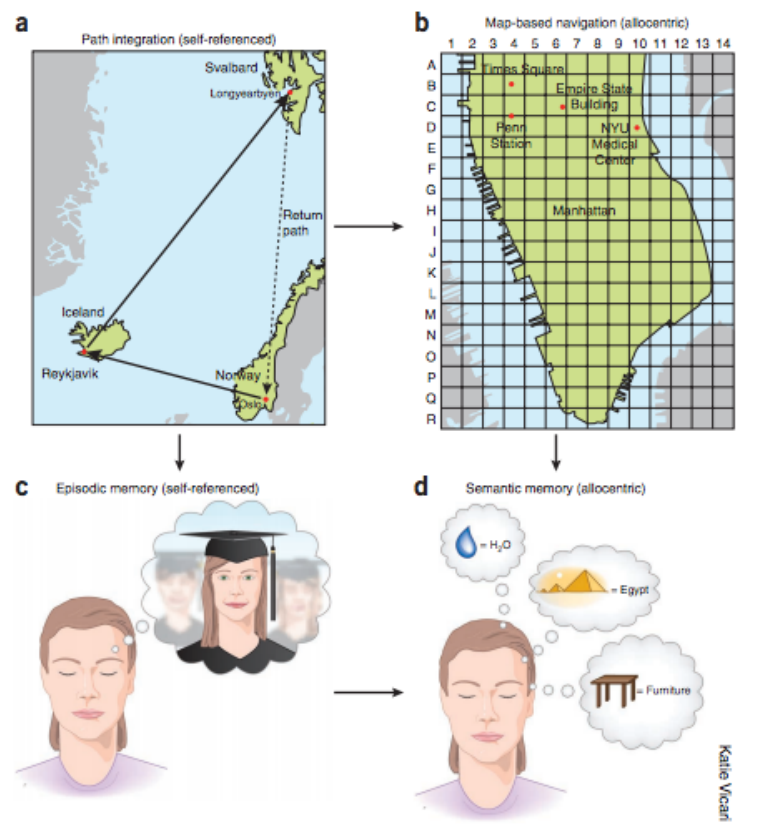 a
Path integration (self-referenced)
Svalbard
Longyearbyen
Return
path
Iceland
Reykjavik
Norway
Oslo
b
Map-based navigation (allocentric)
1 2 3 4 5 6 7 8 9 10 11 12 13 14
A
B
C
D
E
F
G
H
I
J
K
L
M
N
O
P
Q
R
Times Square
Empire State
Building
Penn
Station
NYU
Medical
Center
Manhattan
c
Episodic memory (self-referenced)
d
Semantic memory (allocentric)
= H₂O
= Egypt
= Furniture
Katie Vicari